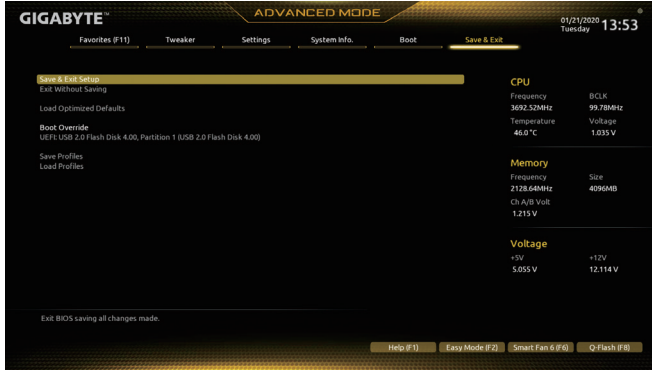 GIGABYTE™
ADVANCED MODE
01/21/2020 Tuesday 13:53
Favorites (F11) Tweaker Settings System Info. Boot Save & Exit
Save & Exit Setup
Exit Without Saving
Load Optimized Defaults
Boot Override
UEFI: USB 2.0 Flash Disk 4.00, Partition 1 (USB 2.0 Flash Disk 4.00)
Save Profiles
Load Profiles
CPU
Frequency BCLK
3692.52MHz 99.78MHz
Temperature Voltage
46.0 °C 1.035 V
Memory
Frequency Size
2128.64MHz 4096MB
Ch A/B Volt
1.215 V
Voltage
+5V +12V
5.055 V 12.114 V
Exit BIOS saving all changes made.
Help (F1) Easy Mode (F2) Smart Fan 6 (F6) Q-Flash (F8)